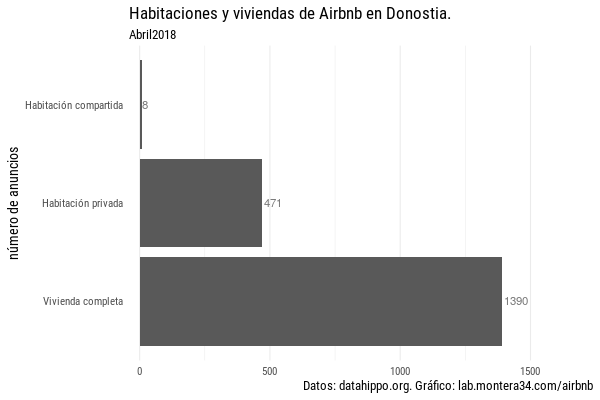 Habitaciones y viviendas de Airbnb en Donostia.
Abril2018
número de anuncios
Habitación compartida
8
Habitación privada
471
Vivienda completa
1390
0
500
1000
1500
Datos: datahippo.org. Gráfico: lab.montera34.com/airbnb